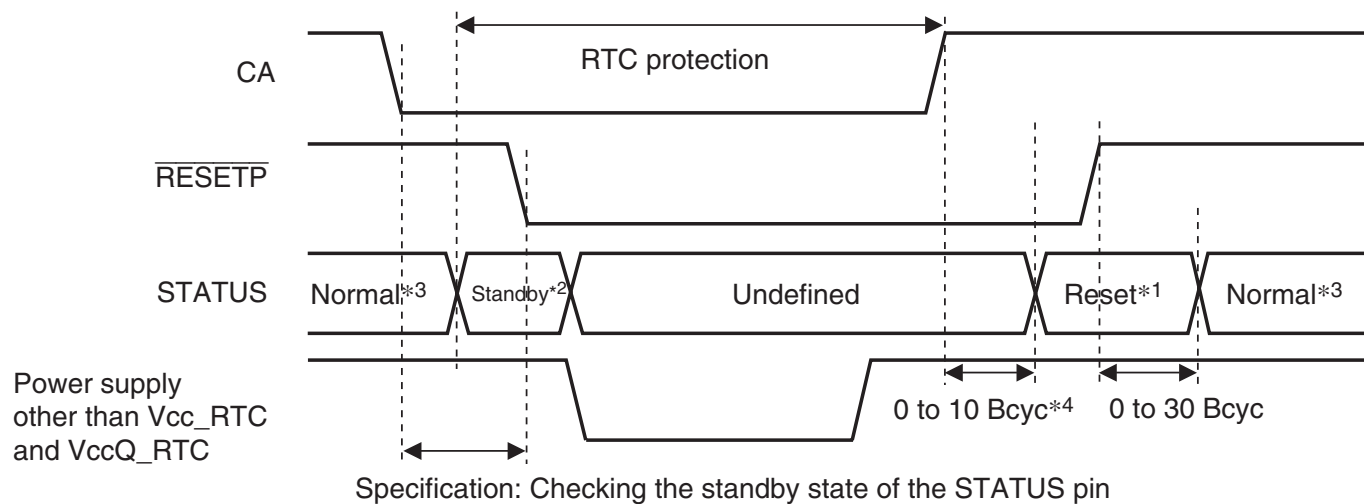 CA
RTC protection
RESETP
STATUS
Normal*3
Standby*2
Undefined
Reset*1
Normal*3
Power supply
other than Vcc_RTC
and VccQ_RTC
0 to 10 Bcyc*4
0 to 30 Bcyc
Specification: Checking the standby state of the STATUS pin